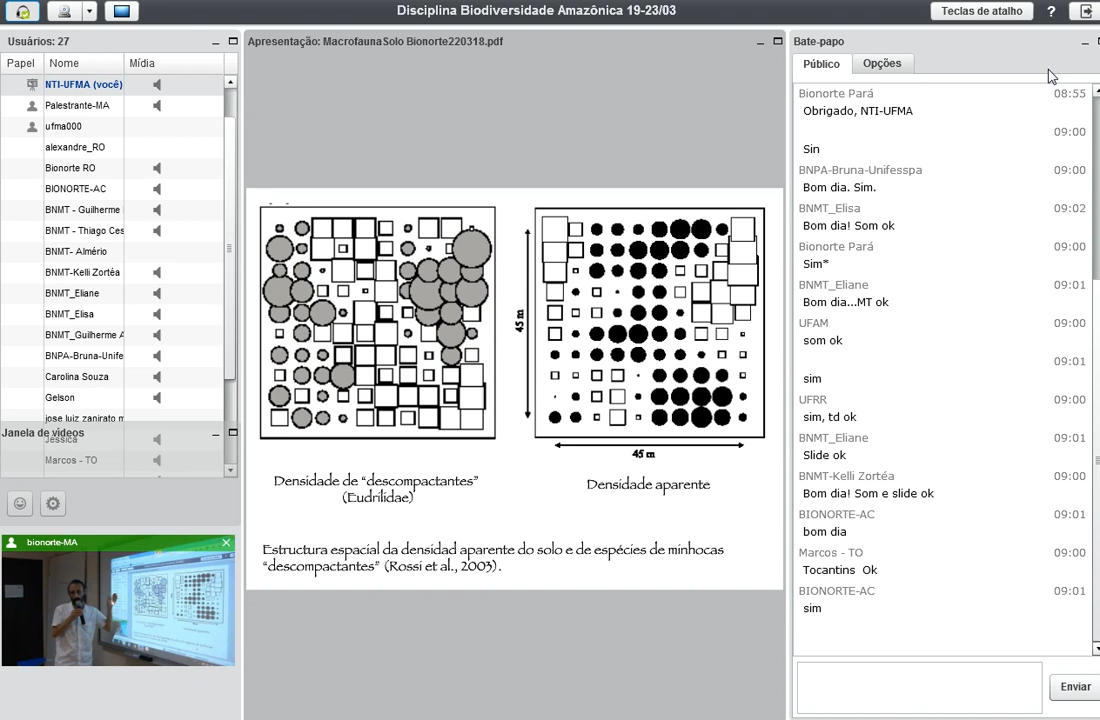 Disciplina Biodiversidade Amazônica 19-23/03
Teclas de atalho
?
Usuários: 27
Papel Nome Mídia
NTI-UFMA (você)
Palestrante-MA
ufma000
alexandre_RO
Bionorte RO
BIONORTE-AC
BNMT - Guilherme
BNMT - Thiago Ces
BNMT- Almério
BNMT-Kelli Zortéa
BNMT_Eliane
BNMT_Elisa
BNMT_Guilherme A
BNPA-Bruna-Unife
Carolina Souza
Gelson
jose luiz zanirato m
Janela de vídeos
Jessica
Marcos - TO
bionorte-MA
Apresentação: MacrofaunaSolo Bionorte220318.pdf
45 m
45 m
Densidade de “descompactantes”
(Eudrilidae)
Densidade aparente
Estructura espacial da densidad aparente do solo e de espécies de minhocas
“descompactantes” (Rossi et al., 2003).
Bate-papo
Público Opções
Bionorte Pará 08:55
Obrigado, NTI-UFMA
09:00
Sin
BNPA-Bruna-Unifesspa 09:00
Bom dia. Sim.
BNMT_Elisa 09:02
Bom dia! Som ok
Bionorte Pará 09:00
Sim*
BNMT_Eliane 09:01
Bom dia...MT ok
UFAM 09:00
som ok
09:01
sim
UFRR 09:00
sim, td ok
BNMT_Eliane 09:01
Slide ok
BNMT-Kelli Zortéa 09:00
Bom dia! Som e slide ok
BIONORTE-AC 09:01
bom dia
Marcos - TO 09:00
Tocantins Ok
BIONORTE-AC 09:01
sim
Enviar